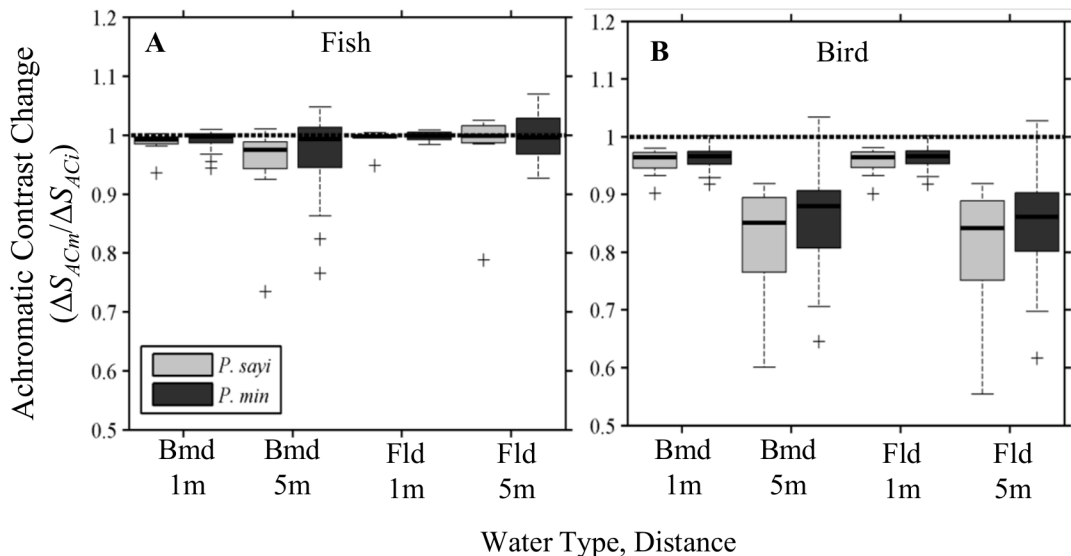 Achromatic Contrast Change
(ΔS_ACm/ΔS_ACi)
A
Fish
1.2
1.1
1
0.9
0.8
0.7
0.6
0.5
P. sayi
P. min
Bmd
1m
Bmd
5m
Fld
1m
Fld
5m
B
Bird
1.2
1.1
1
0.9
0.8
0.7
0.6
0.5
Bmd
1m
Bmd
5m
Fld
1m
Fld
5m
Water Type, Distance